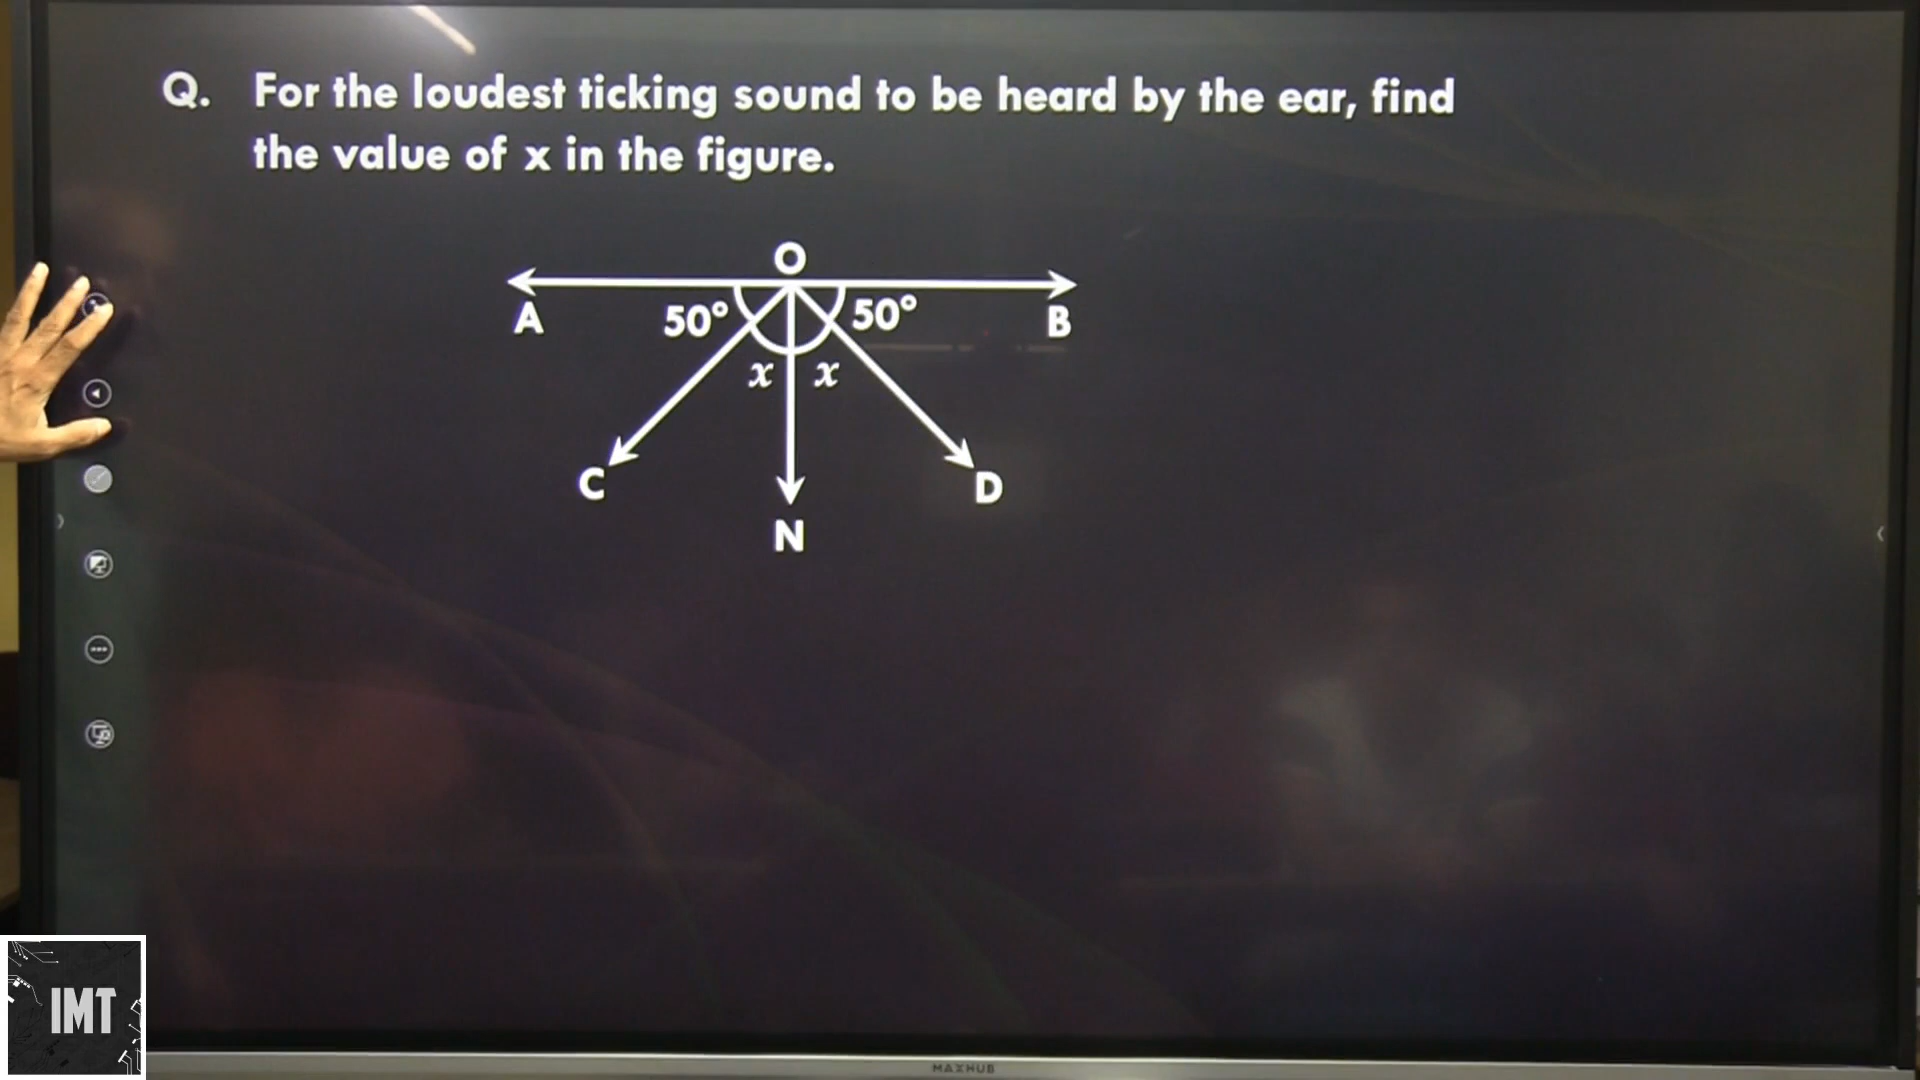 Q. For the loudest ticking sound to be heard by the ear, find
the value of x in the figure.
O
A 50° 50° B
x x
C D
N
IMT
MAXHUB